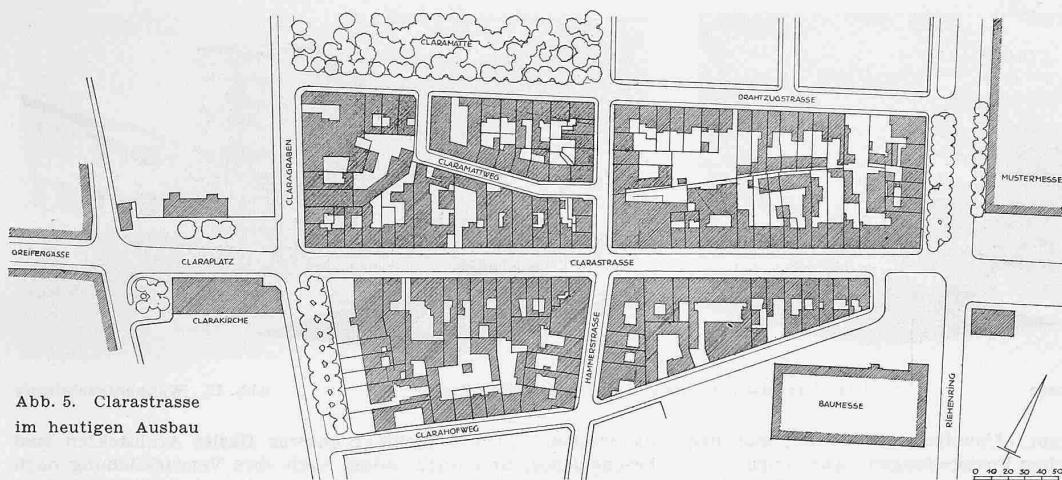 CLARAMATTE
DRAHTZUGSTRASSE
CLARAGRABEN
CLARAMATTWEG
MUSTERMESSE
GREIFENGASSE
CLARAPLATZ
CLARASTRASSE
CLARAKIRCHE
HAMMERSTRASSE
Abb. 5. Clarastrasse
im heutigen Ausbau
CLARAHOFWEG
BAUMESSE
RIEHENRING
0 10 20 30 40 50